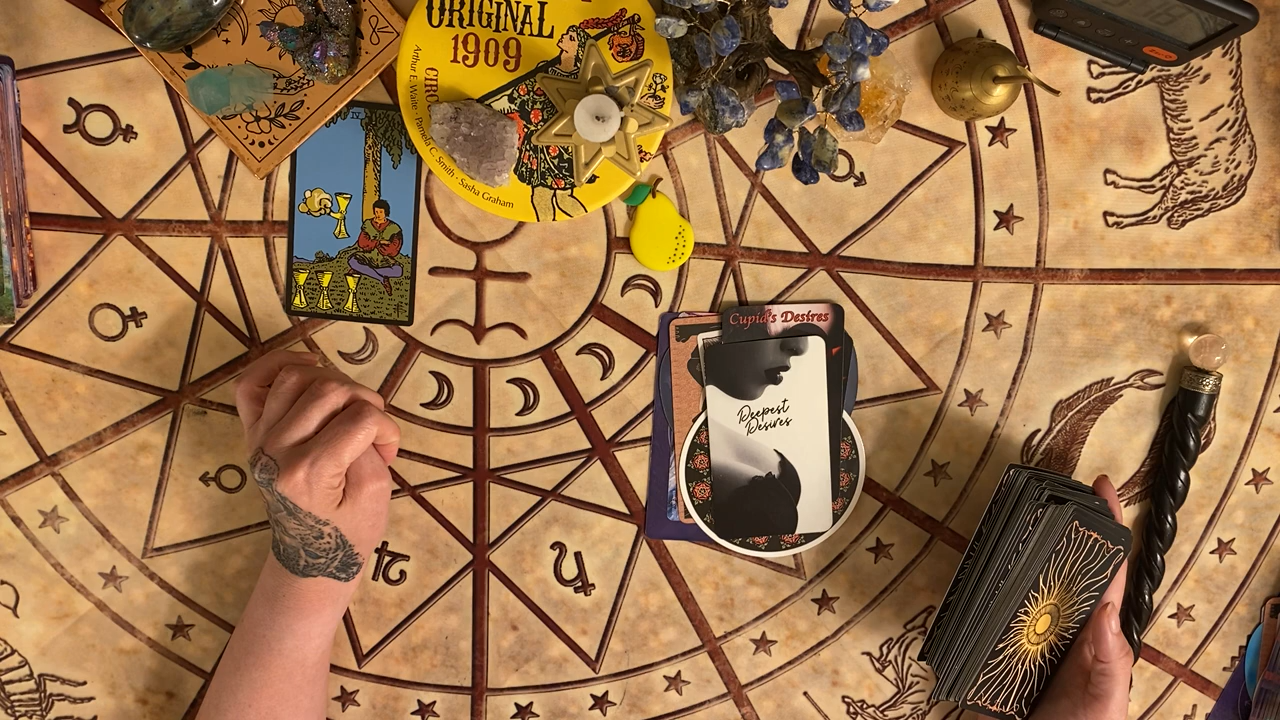 ORIGINAL
1909
Arthur E. Waite · Pamela C. Smith · Sasha Graham
IV
Cupid's Desires
Deepest
Desires